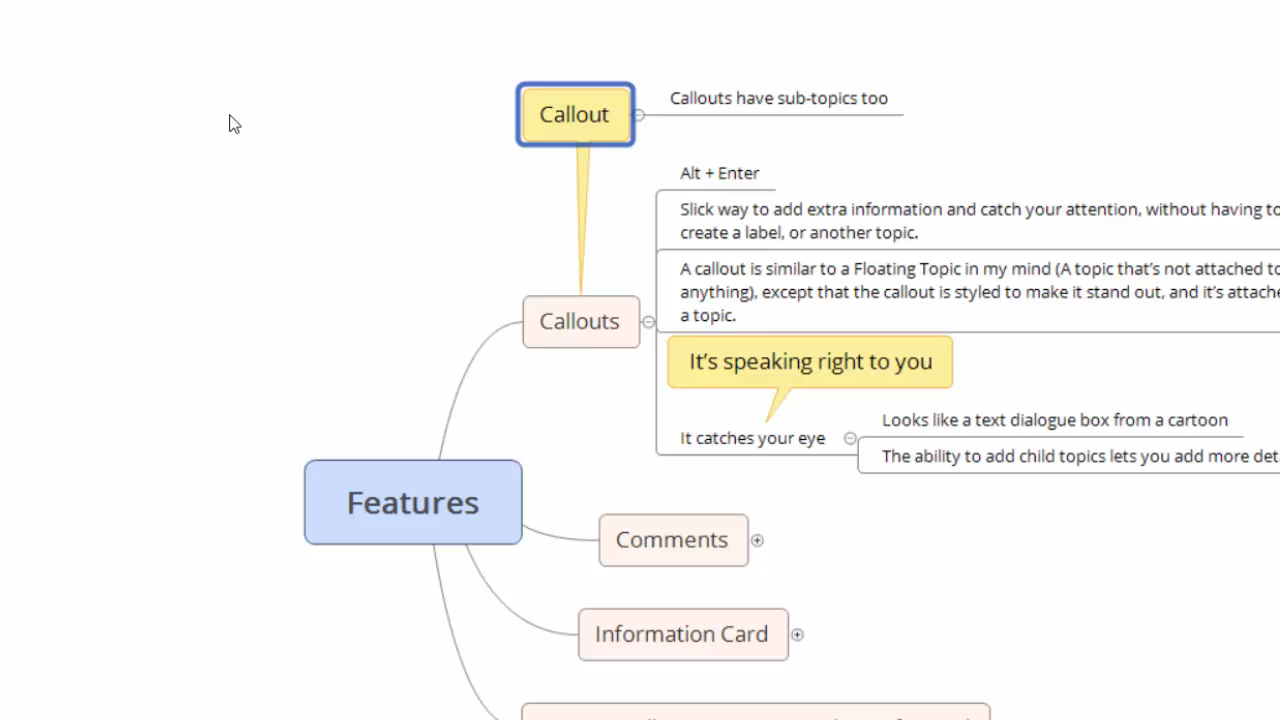 Callout
Callouts have sub-topics too
Alt + Enter
Slick way to add extra information and catch your attention, without having to
create a label, or another topic.
A callout is similar to a Floating Topic in my mind (A topic that's not attached to
anything), except that the callout is styled to make it stand out, and it's attache
a topic.
Callouts
It's speaking right to you
It catches your eye
Looks like a text dialogue box from a cartoon
The ability to add child topics lets you add more det
Features
Comments
Information Card